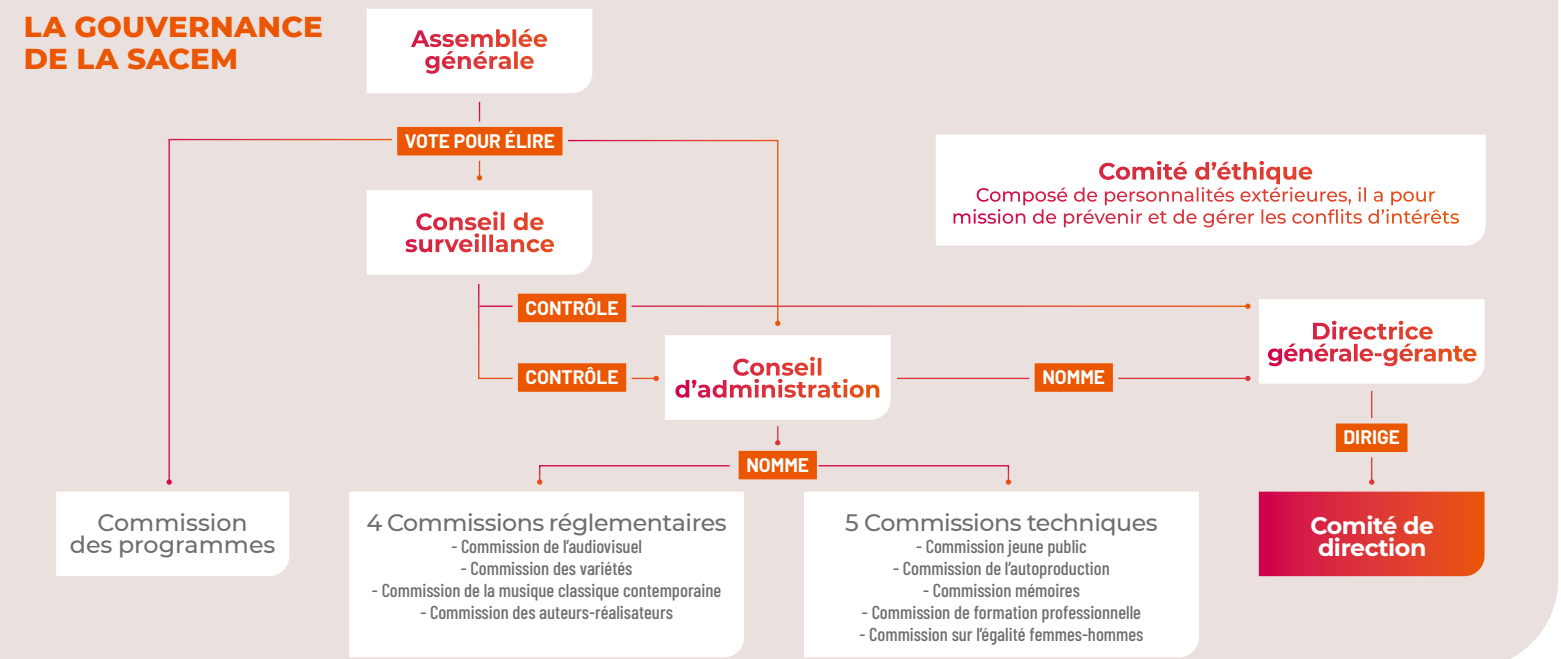 LA GOUVERNANCE
DE LA SACEM
Assemblée
générale
VOTE POUR ÉLIRE
Comité d’éthique
Composé de personnalités extérieures, il a pour
mission de prévenir et de gérer les conflits d’intérêts
Conseil de
surveillance
CONTRÔLE
Directrice
générale-gérante
CONTRÔLE
Conseil
d’administration
NOMME
DIRIGE
NOMME
Commission
des programmes
4 Commissions réglementaires
- Commission de l’audiovisuel
- Commission des variétés
- Commission de la musique classique contemporaine
- Commission des auteurs-réalisateurs
5 Commissions techniques
- Commission jeune public
- Commission de l’autoproduction
- Commission mémoires
- Commission de formation professionnelle
- Commission sur l’égalité femmes-hommes
Comité de
direction